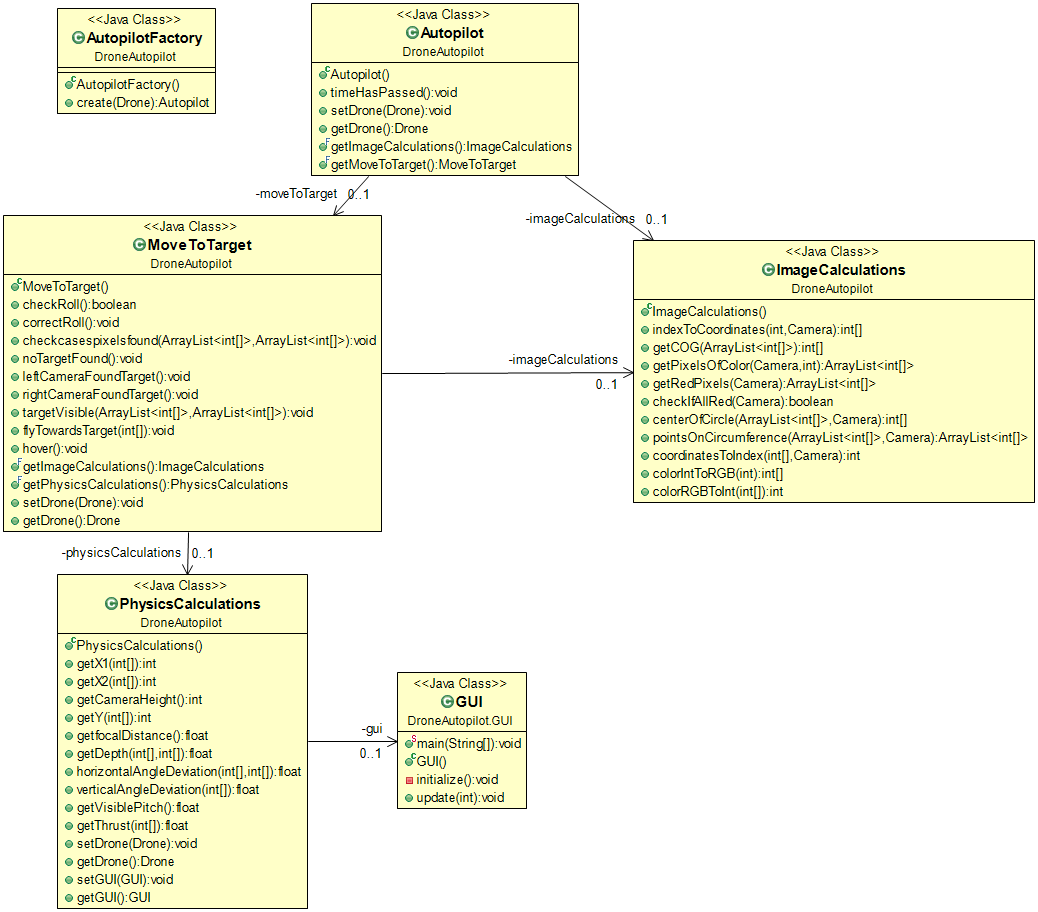 <<Java Class>>
AutopilotFactory
DroneAutopilot
AutopilotFactory()
create(Drone):Autopilot
<<Java Class>>
Autopilot
DroneAutopilot
Autopilot()
timeHasPassed():void
setDrone(Drone):void
getDrone():Drone
getImageCalculations():ImageCalculations
getMoveToTarget():MoveToTarget
-moveToTarget 0..1
-imageCalculations 0..1
<<Java Class>>
MoveToTarget
DroneAutopilot
MoveToTarget()
checkRoll():boolean
correctRoll():void
checkcasespixelsfound(ArrayList<int[]>,ArrayList<int[]>):void
noTargetFound():void
leftCameraFoundTarget():void
rightCameraFoundTarget():void
targetVisible(ArrayList<int[]>,ArrayList<int[]>):void
flyTowardsTarget(int[]):void
hover():void
getImageCalculations():ImageCalculations
getPhysicsCalculations():PhysicsCalculations
setDrone(Drone):void
getDrone():Drone
-imageCalculations
0..1
<<Java Class>>
ImageCalculations
DroneAutopilot
ImageCalculations()
indexToCoordinates(int,Camera):int[]
getCOG(ArrayList<int[]>):int[]
getPixelsOfColor(Camera,int):ArrayList<int[]>
getRedPixels(Camera):ArrayList<int[]>
checkIfAllRed(Camera):boolean
centerOfCircle(ArrayList<int[]>,Camera):int[]
pointsOnCircumference(ArrayList<int[]>,Camera):ArrayList<int[]>
coordinatesToIndex(int[],Camera):int
colorIntToRGB(int):int[]
colorRGBToInt(int[]):int
-physicsCalculations 0..1
<<Java Class>>
PhysicsCalculations
DroneAutopilot
PhysicsCalculations()
getX1(int[]):int
getX2(int[]):int
getCameraHeight():int
getY(int[]):int
getfocalDistance():float
getDepth(int[],int[]):float
horizontalAngleDeviation(int[],int[]):float
verticalAngleDeviation(int[]):float
getVisiblePitch():float
getThrust(int[]):float
setDrone(Drone):void
getDrone():Drone
setGUI(GUI):void
getGUI():GUI
-gui
0..1
<<Java Class>>
GUI
DroneAutopilot.GUI
main(String[]):void
GUI()
initialize():void
update(int):void